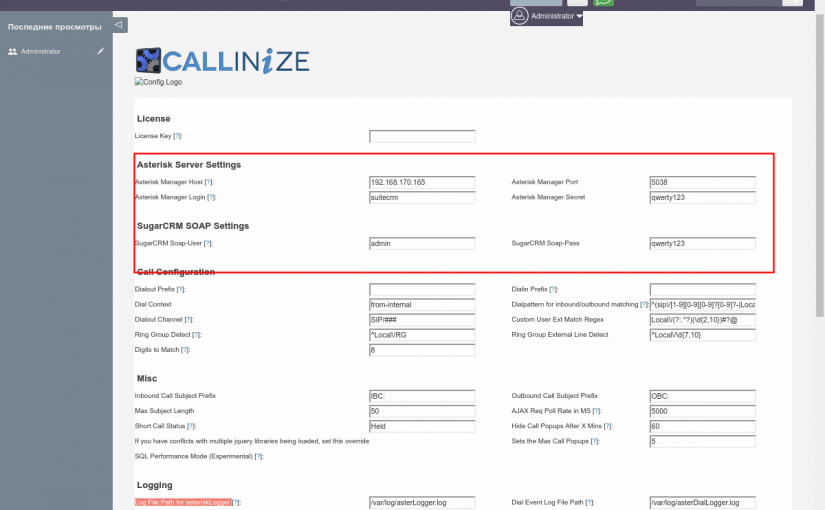 Administrator
Последние просмотры
Administrator
CALLINiZE
Config Logo
License
License Key [?]:
Asterisk Server Settings
Asterisk Manager Host [?]: 192.168.170.165 Asterisk Manager Port 5038
Asterisk Manager Login [?]: suitecrm Asterisk Manager Secret qwerty123
SugarCRM SOAP Settings
SugarCRM Soap-User [?]: admin SugarCRM Soap-Pass qwerty123
Call Configuration
Dialout Prefix [?]: Dialin Prefix [?]:
Dial Context from-internal Dialpattern for inbound/outbound matching [?]: ^(sip\/[1-9][0-9][0-9]?[0-9]?-|Loca
Dialout Channel [?]: SIP/### Custom User Ext Match Regex Local\/(?:.*?)(\d{2,10})#?@
Ring Group Detect [?]: ^Local\/RG Ring Group External Line Detect ^Local\/\d{7,10}
Digits to Match [?]: 8
Misc
Inbound Call Subject Prefix IBC: Outbound Call Subject Prefix OBC:
Max Subject Length 50 AJAX Req Poll Rate in MS [?]: 5000
Short Call Status [?]: Held Hide Call Popups After X Mins [?]: 60
If you have conflicts with multiple jquery libraries being loaded, set this override Sets the Max Call Popups [?]: 5
SQL Performance Mode (Experimental) [?]:
Logging
Log File Path for asteriskLogger[?]: /var/log/asterLogger.log Dial Event Log File Path [?]: /var/log/asterDialLogger.log